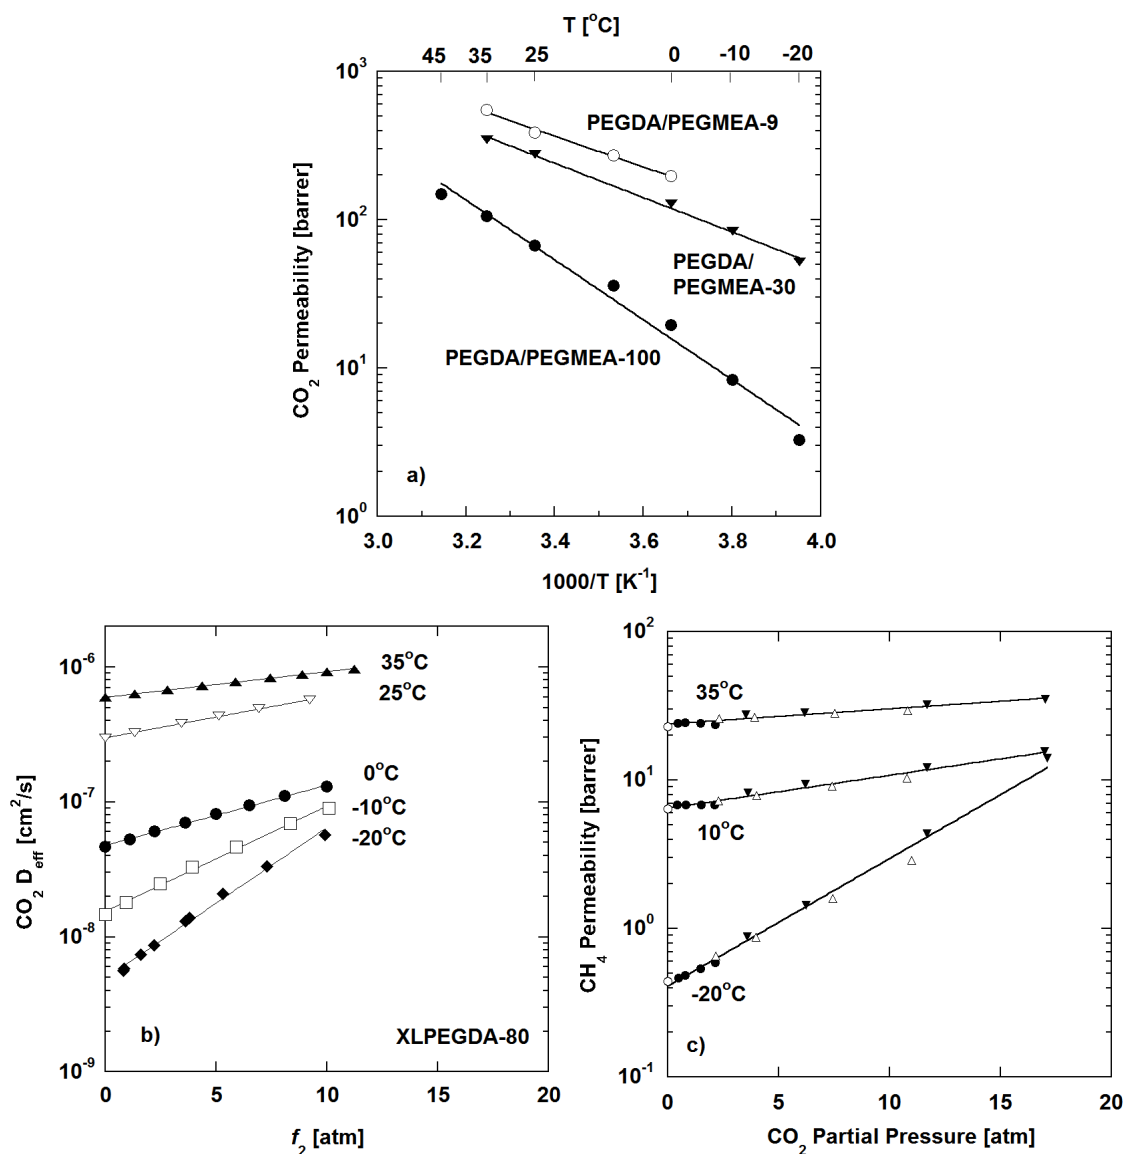 T [°C]
45 35 25 0 -10 -20
10³
10²
10¹
10⁰
CO₂ Permeability [barrer]
PEGDA/PEGMEA-9
PEGDA/
PEGMEA-30
PEGDA/PEGMEA-100
a)
3.0 3.2 3.4 3.6 3.8 4.0
1000/T [K⁻¹]
10⁻⁶
10⁻⁷
10⁻⁸
10⁻⁹
CO₂ D_eff [cm²/s]
35°C
25°C
0°C
-10°C
-20°C
b)
XLPEGDA-80
0 5 10 15 20
f₂ [atm]
10²
10¹
10⁰
10⁻¹
CH₄ Permeability [barrer]
35°C
10°C
-20°C
c)
0 5 10 15 20
CO₂ Partial Pressure [atm]